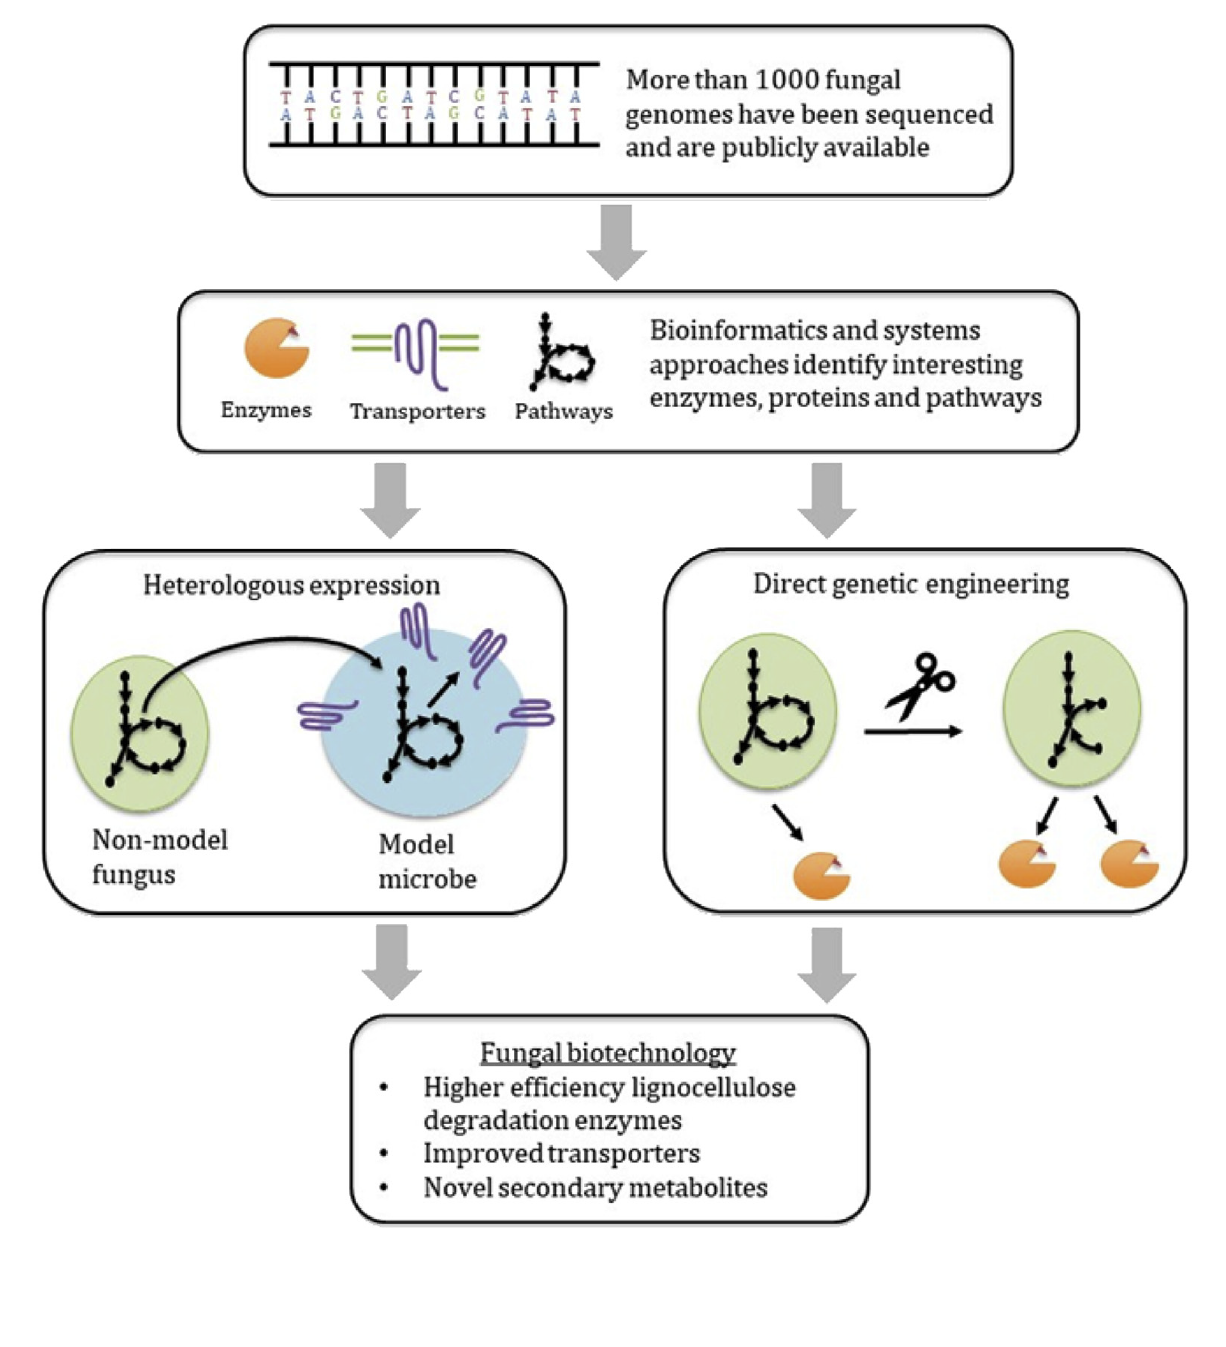 T A C T G A T C G T A T A
A T G A C T A G C A T A T
More than 1000 fungal
genomes have been sequenced
and are publicly available
Enzymes
Transporters
Pathways
Bioinformatics and systems
approaches identify interesting
enzymes, proteins and pathways
Heterologous expression
Non-model
fungus
Model
microbe
Direct genetic engineering
Fungal biotechnology
• Higher efficiency lignocellulose
degradation enzymes
• Improved transporters
• Novel secondary metabolites